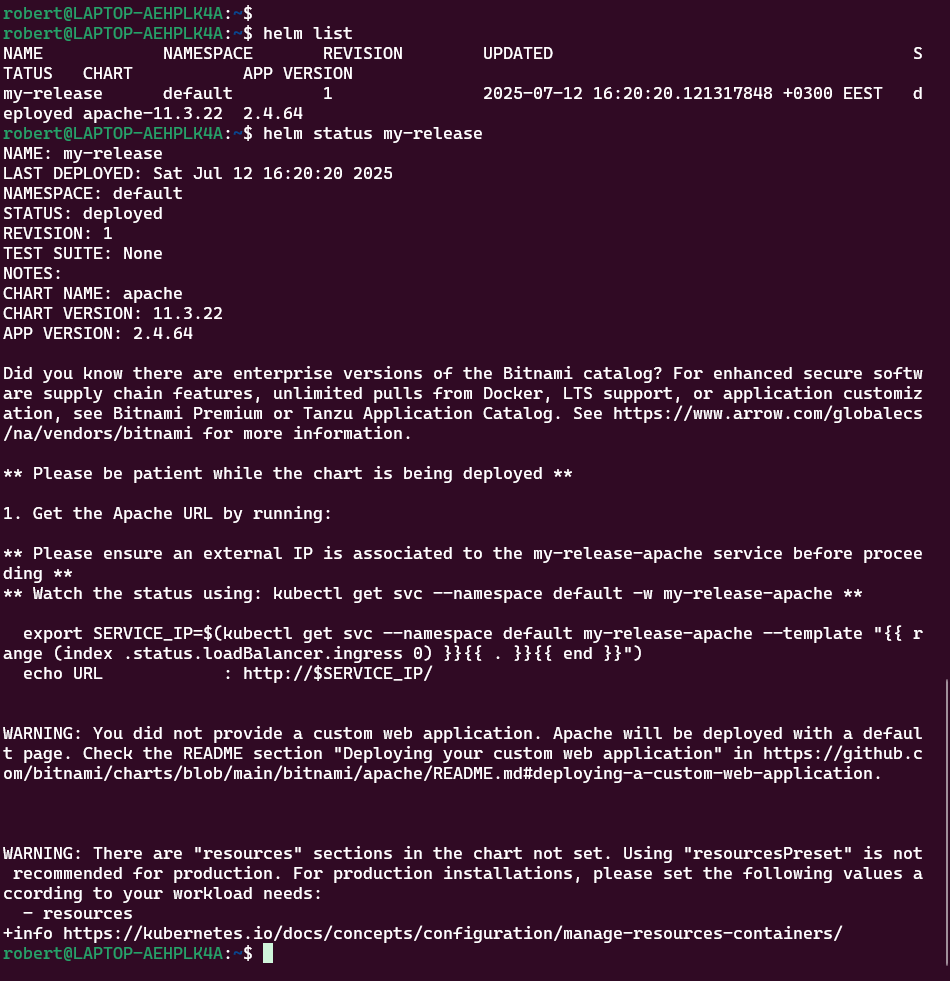 robert@LAPTOP-AEHPLK4A:~$
robert@LAPTOP-AEHPLK4A:~$ helm list
NAME            NAMESPACE       REVISION        UPDATED                                    S
TATUS   CHART           APP VERSION
my-release      default         1               2025-07-12 16:20:20.121317848 +0300 EEST   d
eployed apache-11.3.22  2.4.64
robert@LAPTOP-AEHPLK4A:~$ helm status my-release
NAME: my-release
LAST DEPLOYED: Sat Jul 12 16:20:20 2025
NAMESPACE: default
STATUS: deployed
REVISION: 1
TEST SUITE: None
NOTES:
CHART NAME: apache
CHART VERSION: 11.3.22
APP VERSION: 2.4.64

Did you know there are enterprise versions of the Bitnami catalog? For enhanced secure softw
are supply chain features, unlimited pulls from Docker, LTS support, or application customiz
ation, see Bitnami Premium or Tanzu Application Catalog. See https://www.arrow.com/globalecs
/na/vendors/bitnami for more information.

** Please be patient while the chart is being deployed **

1. Get the Apache URL by running:

** Please ensure an external IP is associated to the my-release-apache service before procee
ding **
** Watch the status using: kubectl get svc --namespace default -w my-release-apache **

  export SERVICE_IP=$(kubectl get svc --namespace default my-release-apache --template "{{ r
ange (index .status.loadBalancer.ingress 0) }}{{ . }}{{ end }}")
  echo URL            : http://$SERVICE_IP/

WARNING: You did not provide a custom web application. Apache will be deployed with a defaul
t page. Check the README section "Deploying your custom web application" in https://github.c
om/bitnami/charts/blob/main/bitnami/apache/README.md#deploying-a-custom-web-application.

WARNING: There are "resources" sections in the chart not set. Using "resourcesPreset" is not
 recommended for production. For production installations, please set the following values a
ccording to your workload needs:
  - resources
+info https://kubernetes.io/docs/concepts/configuration/manage-resources-containers/
robert@LAPTOP-AEHPLK4A:~$